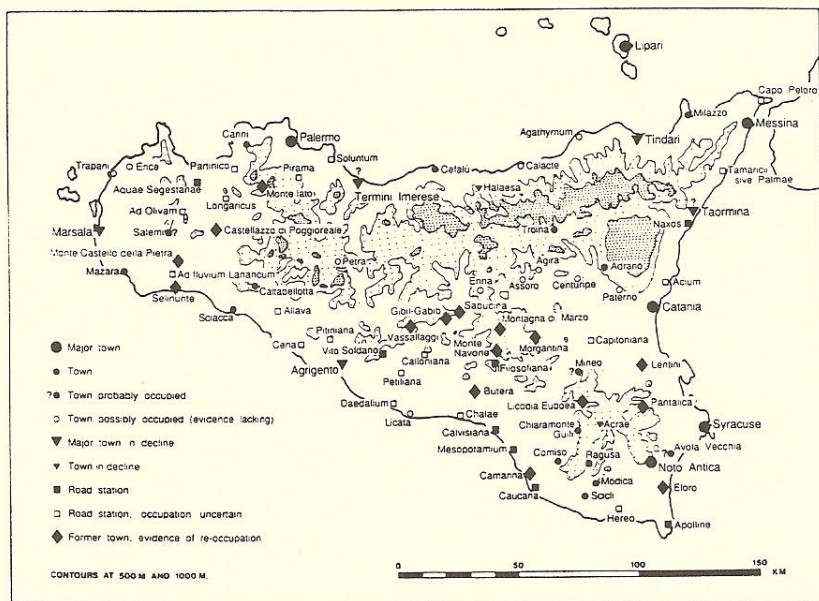 Lipari
Capo Peloro
Milazzo
Messina
Carini
Palermo
Agathyrnum
Tindari
Trapani
Erice
Partinico
Soluntum
Cefalù
Calacte
Tamaricii
sive Palmae
Pirama
?
Aquae Segestanae
Monte Iato
Halaesa
Longaricus
Termini Imerese
?
Taormina
Ad Olivam
Naxos
Marsala
Salemi?
Castellazzo di Poggioreale
Troina
Monte Castello della Pietra
Petra
Agira
Adrano
Mazara
Ad fluvium Lanarium
Enna
Assoro
Centuripe
Acium
Caltabellotta
Paterno
Selinunte
Sabucina
Gibil-Gabib
Montagna di Marzo
Catania
Sciacca
Allava
Pitiniana
Vassallaggi
Capitoniana
Cena
Monte
Navone
Morgantina
Vito Soldano
Calloniana
Lentini
Agrigento
Filosofiana
Mineo
Petiliana
Butera
Licodia Euboea
Pantalica
Daedalium
Chalae
Chiaramonte
Gulfi
Acrae
Syracuse
Licata
Calvisiana
? Avola Vecchia
Mesopotamium
Comiso
Ragusa
Noto Antica
Camarina
Modica
Eloro
Caucana
Scicli
Hereo
Apolline
Major town
Town
? Town probably occupied
Town possibly occupied (evidence lacking)
Major town in decline
Town in decline
Road station
Road station, occupation uncertain
Former town, evidence of re-occupation
CONTOURS AT 500 M AND 1000 M.
0 50 100 150
KM